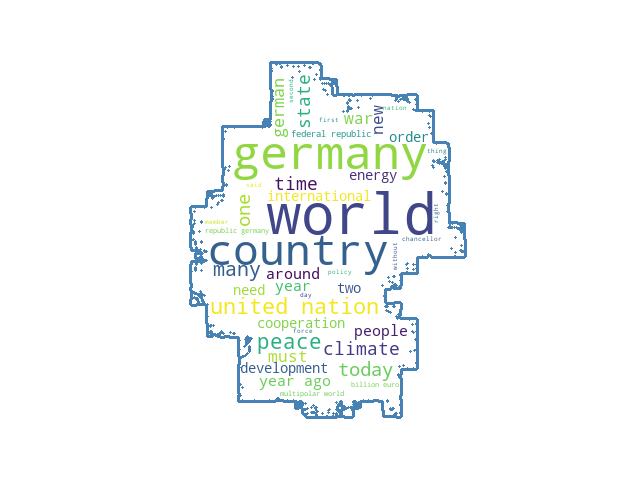 second
german
state
nation
first
war
new
federal republic
order
germany
thing
energy
said
time
international
one
world
member
right
republic germany
country
chancellor
without
many
around
policy
need
year
two
day
united nation
cooperation
force
people
peace
climate
must
development
today
year ago
billion euro
multipolar world